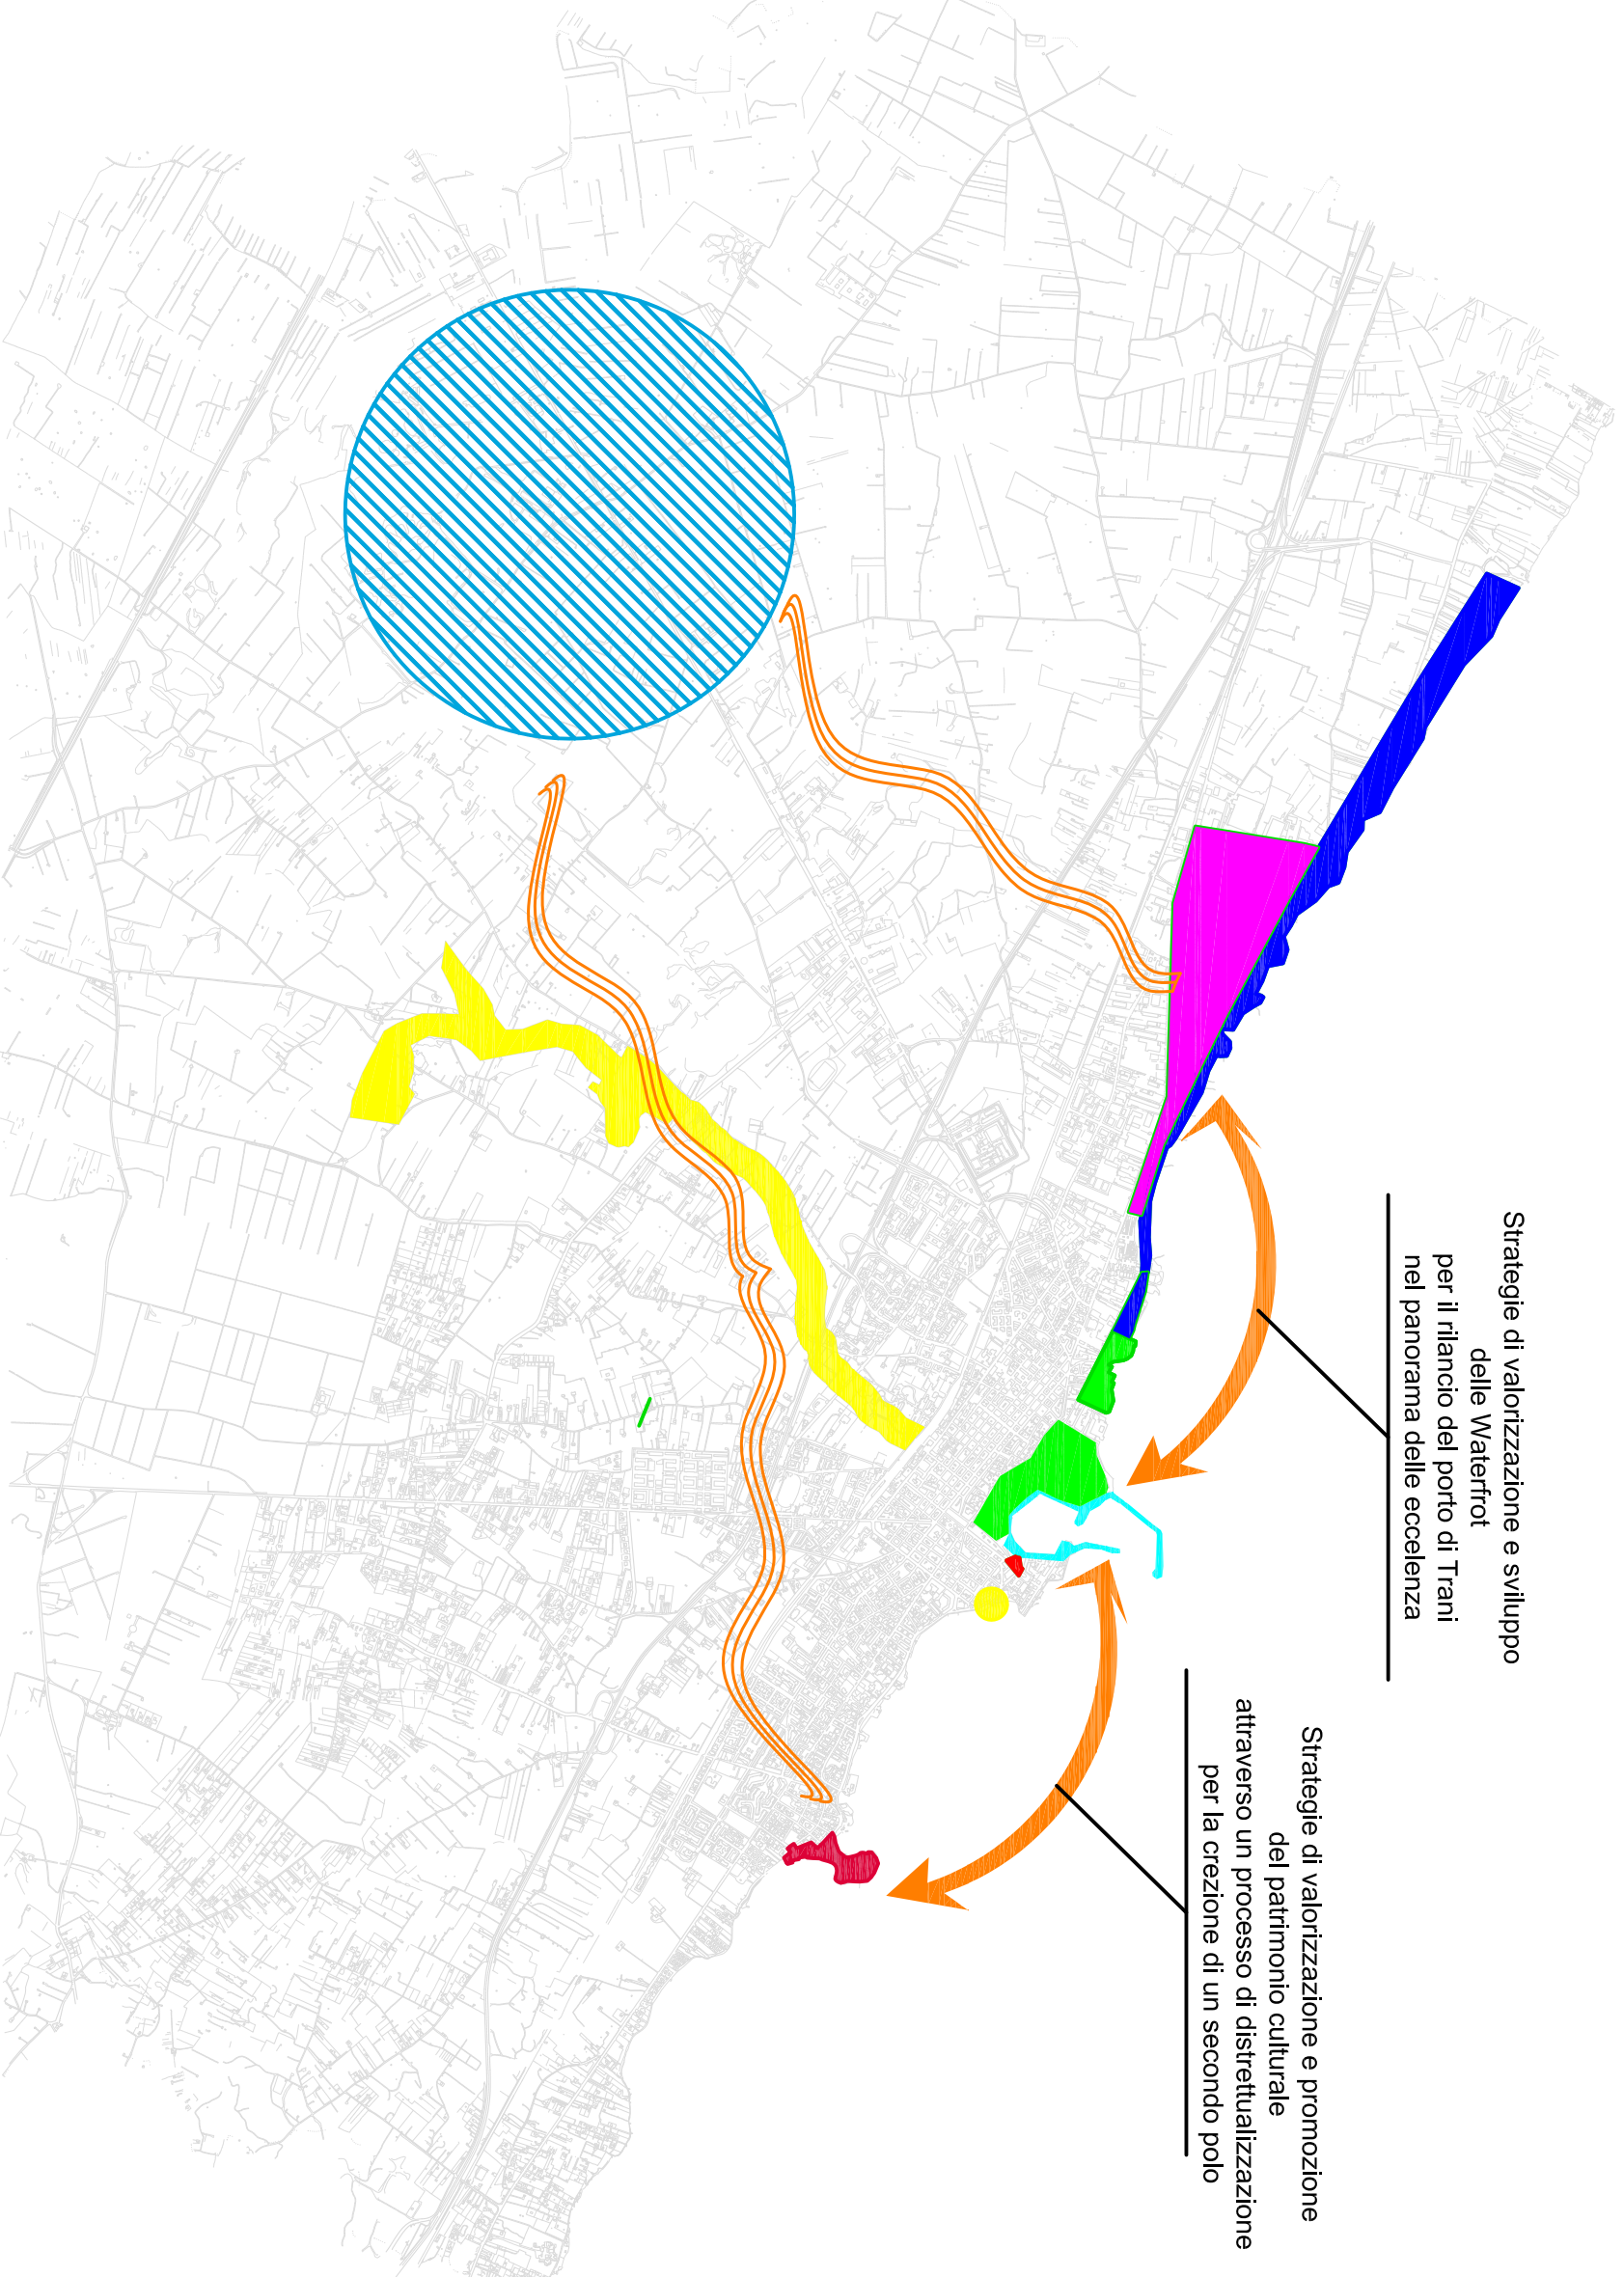 Strategie di valorizzazione e sviluppo
delle Waterfrot
per il rilancio del porto di Trani
nel panorama delle eccelenza
Strategie di valorizzazione e promozione
del patrimonio culturale
attraverso un processo di distrettualizzazione
per la crezione di un secondo polo